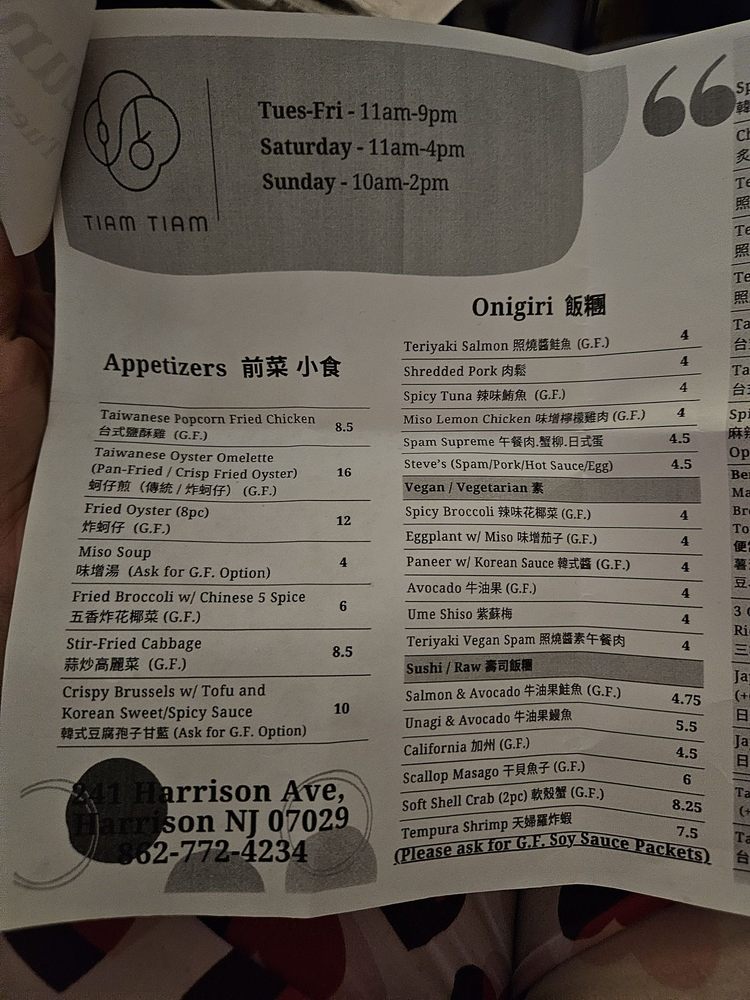 TIAM TIAM
Tues-Fri - 11am-9pm
Saturday - 11am-4pm
Sunday - 10am-2pm
Appetizers 前菜 小食
Taiwanese Popcorn Fried Chicken 8.5
台式鹽酥雞 (G.F.)
Taiwanese Oyster Omelette
(Pan-Fried / Crisp Fried Oyster) 16
蚵仔煎 (傳統 / 炸蚵仔) (G.F.)
Fried Oyster (8pc) 12
炸蚵仔 (G.F.)
Miso Soup 4
味增湯 (Ask for G.F. Option)
Fried Broccoli w/ Chinese 5 Spice 6
五香炸花椰菜 (G.F.)
Stir-Fried Cabbage 8.5
蒜炒高麗菜 (G.F.)
Crispy Brussels w/ Tofu and
Korean Sweet/Spicy Sauce 10
韓式豆腐孢子甘藍 (Ask for G.F. Option)
241 Harrison Ave,
Harrison NJ 07029
862-772-4234
Onigiri 飯糰
Teriyaki Salmon 照燒醬鮭魚 (G.F.) 4
Shredded Pork 肉鬆 4
Spicy Tuna 辣味鮪魚 (G.F.) 4
Miso Lemon Chicken 味增檸檬雞肉 (G.F.) 4
Spam Supreme 午餐肉.蟹柳.日式蛋 4.5
Steve's (Spam/Pork/Hot Sauce/Egg) 4.5
Vegan / Vegetarian 素
Spicy Broccoli 辣味花椰菜 (G.F.) 4
Eggplant w/ Miso 味增茄子 (G.F.) 4
Paneer w/ Korean Sauce 韓式醬 (G.F.) 4
Avocado 牛油果 (G.F.) 4
Ume Shiso 紫蘇梅 4
Teriyaki Vegan Spam 照燒醬素午餐肉 4
Sushi / Raw 壽司飯糰
Salmon & Avocado 牛油果鮭魚 (G.F.) 4.75
Unagi & Avocado 牛油果鰻魚 5.5
California 加州 (G.F.) 4.5
Scallop Masago 干貝魚子 (G.F.) 6
Soft Shell Crab (2pc) 軟殼蟹 (G.F.) 8.25
Tempura Shrimp 天婦羅炸蝦 7.5
(Please ask for G.F. Soy Sauce Packets)